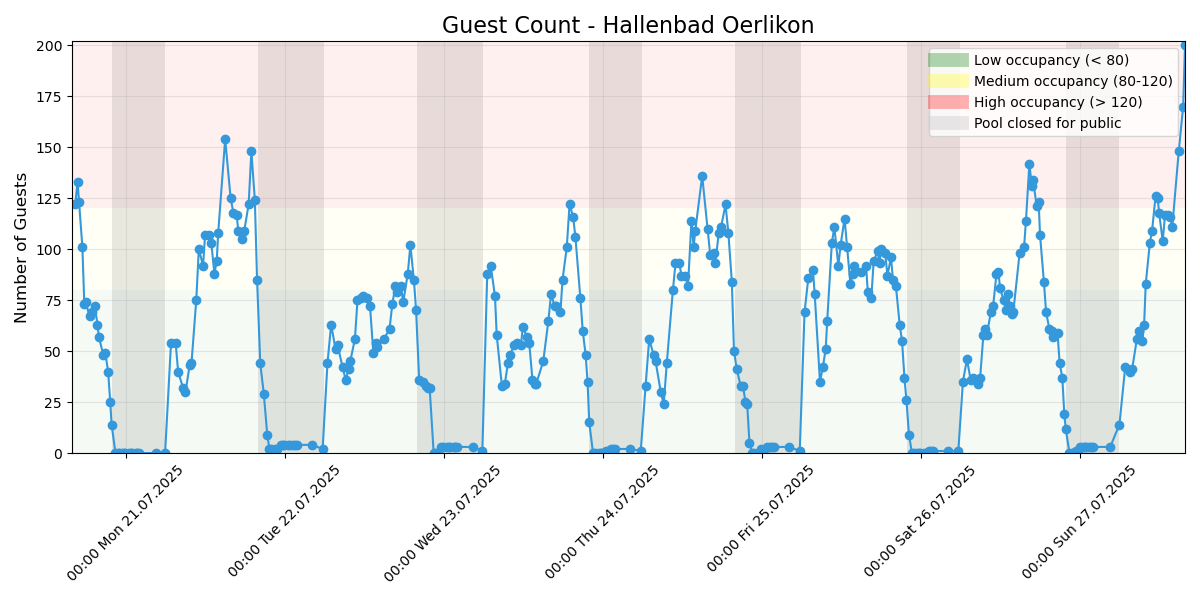 Guest Count - Hallenbad Oerlikon
Number of Guests
200
175
150
125
100
75
50
25
0
Low occupancy (< 80)
Medium occupancy (80-120)
High occupancy (> 120)
Pool closed for public
00:00 Mon 21.07.2025
00:00 Tue 22.07.2025
00:00 Wed 23.07.2025
00:00 Thu 24.07.2025
00:00 Fri 25.07.2025
00:00 Sat 26.07.2025
00:00 Sun 27.07.2025